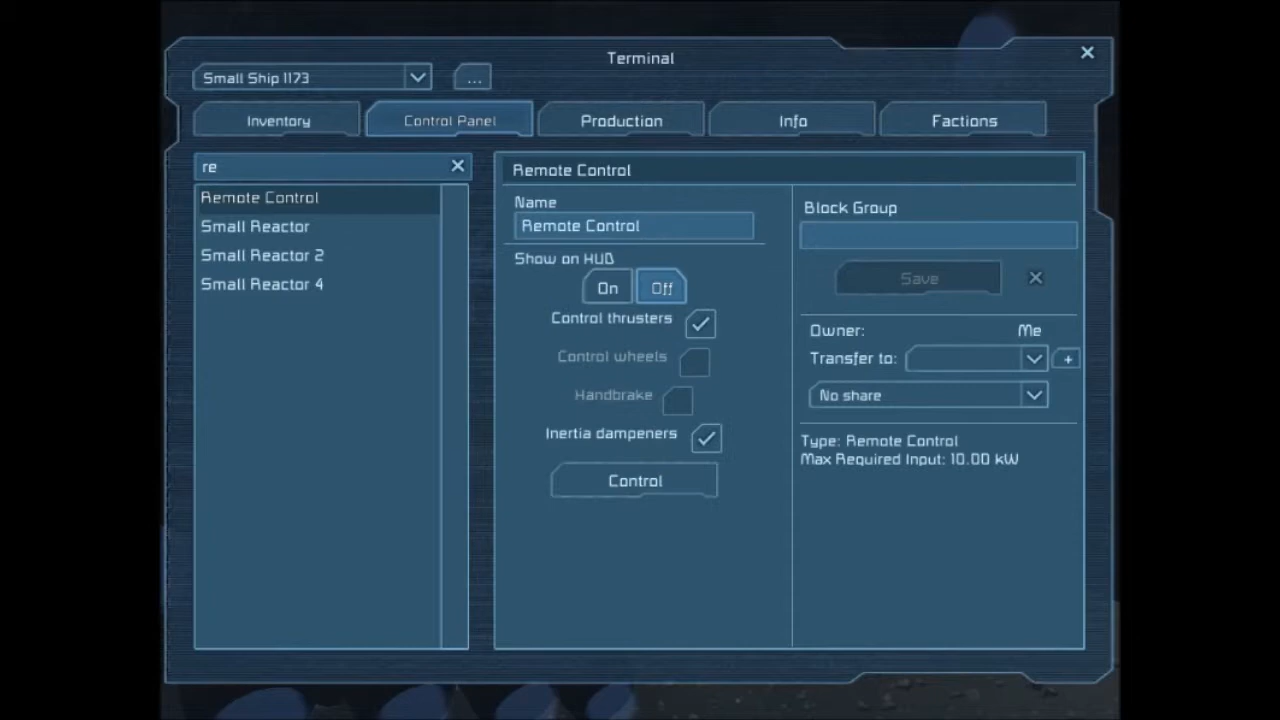 Terminal
Small Ship 1173
...
Inventory
Control Panel
Production
Info
Factions
re
Remote Control
Small Reactor
Small Reactor 2
Small Reactor 4
Remote Control
Name
Remote Control
Show on HUD
On
Off
Control thrusters
Control wheels
Handbrake
Inertia dampeners
Control
Block Group
Save
Owner: Me
Transfer to:
No share
Type: Remote Control
Max Required Input: 10.00 kW